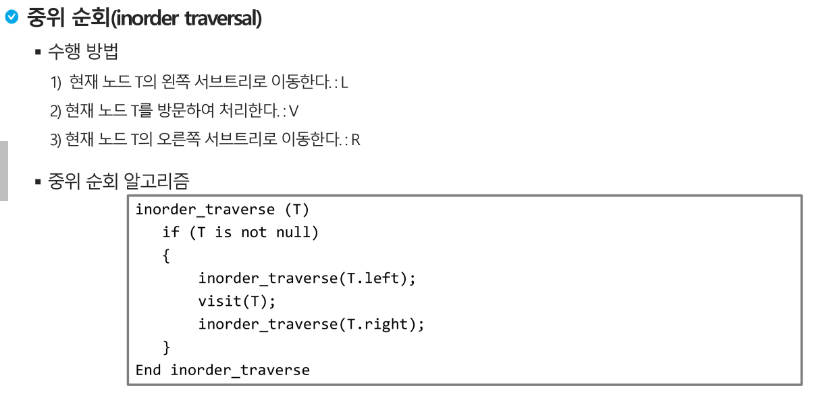 중위 순회(inorder traversal)
▪ 수행 방법
1) 현재 노드 T의 왼쪽 서브트리로 이동한다. : L
2) 현재 노드 T를 방문하여 처리한다. : V
3) 현재 노드 T의 오른쪽 서브트리로 이동한다. : R
▪ 중위 순회 알고리즘
inorder_traverse (T)
if (T is not null)
{
inorder_traverse(T.left);
visit(T);
inorder_traverse(T.right);
}
End inorder_traverse